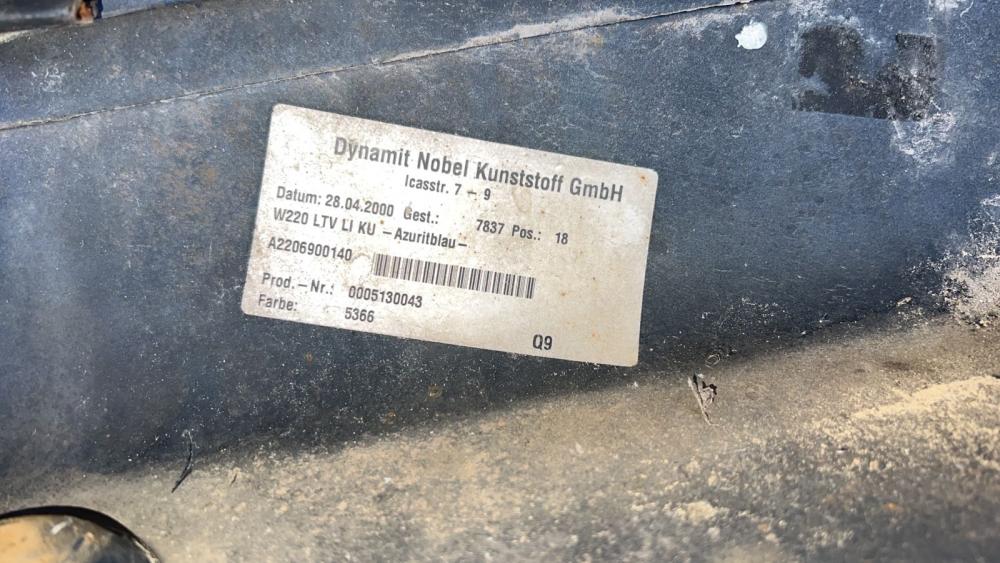 Dynamit Nobel Kunststoff GmbH
Icasstr. 7 – 9
Datum: 28.04.2000 Gest.: 7837 Pos.: 18
W220 LTV LI KU –Azuritblau–
A2206900140
Prod.–Nr.: 0005130043
Farbe: 5366
Q9